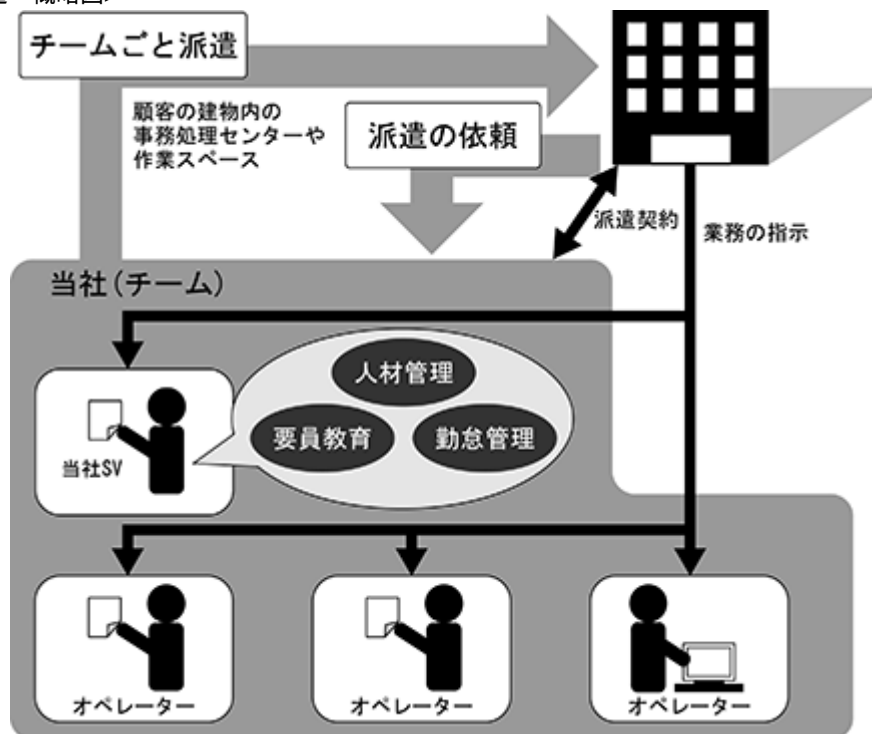 チームごと派遣
顧客の建物内の
事務処理センターや
作業スペース
派遣の依頼
派遣契約
業務の指示
当社(チーム)
人材管理
要員教育
勤怠管理
当社SV
オペレーター
オペレーター
オペレーター